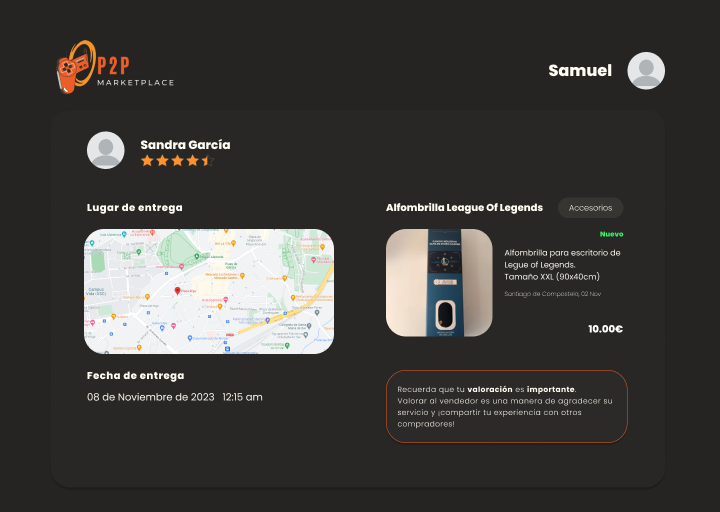 P2P
MARKETPLACE
Samuel
Sandra García
Lugar de entrega
Fecha de entrega
08 de Noviembre de 2023 12:15 am
Alfombrilla League Of Legends
Accesorios
Nuevo
Alfombrilla para escritorio de
Legue of Legends.
Tamaño XXL (90x40cm)
Santiago de Compostela, 02 Nov
10.00€
Recuerda que tu valoración es importante.
Valorar al vendedor es una manera de agradecer su
servicio y ¡compartir tu experiencia con otros
compradores!